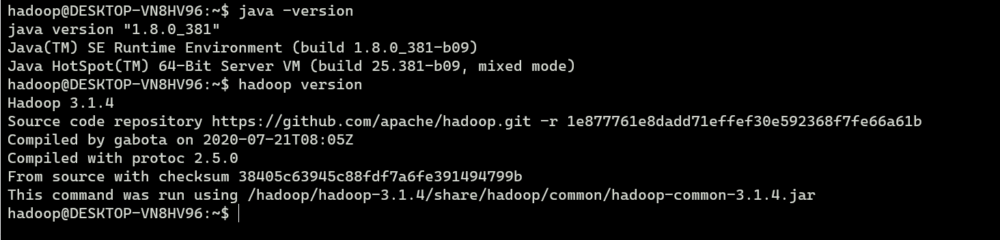 hadoop@DESKTOP-VN8HV96:~$ java -version
java version "1.8.0_381"
Java(TM) SE Runtime Environment (build 1.8.0_381-b09)
Java HotSpot(TM) 64-Bit Server VM (build 25.381-b09, mixed mode)
hadoop@DESKTOP-VN8HV96:~$ hadoop version
Hadoop 3.1.4
Source code repository https://github.com/apache/hadoop.git -r 1e877761e8dadd71effef30e592368f7fe66a61b
Compiled by gabota on 2020-07-21T08:05Z
Compiled with protoc 2.5.0
From source with checksum 38405c63945c88fdf7a6fe391494799b
This command was run using /hadoop/hadoop-3.1.4/share/hadoop/common/hadoop-common-3.1.4.jar
hadoop@DESKTOP-VN8HV96:~$